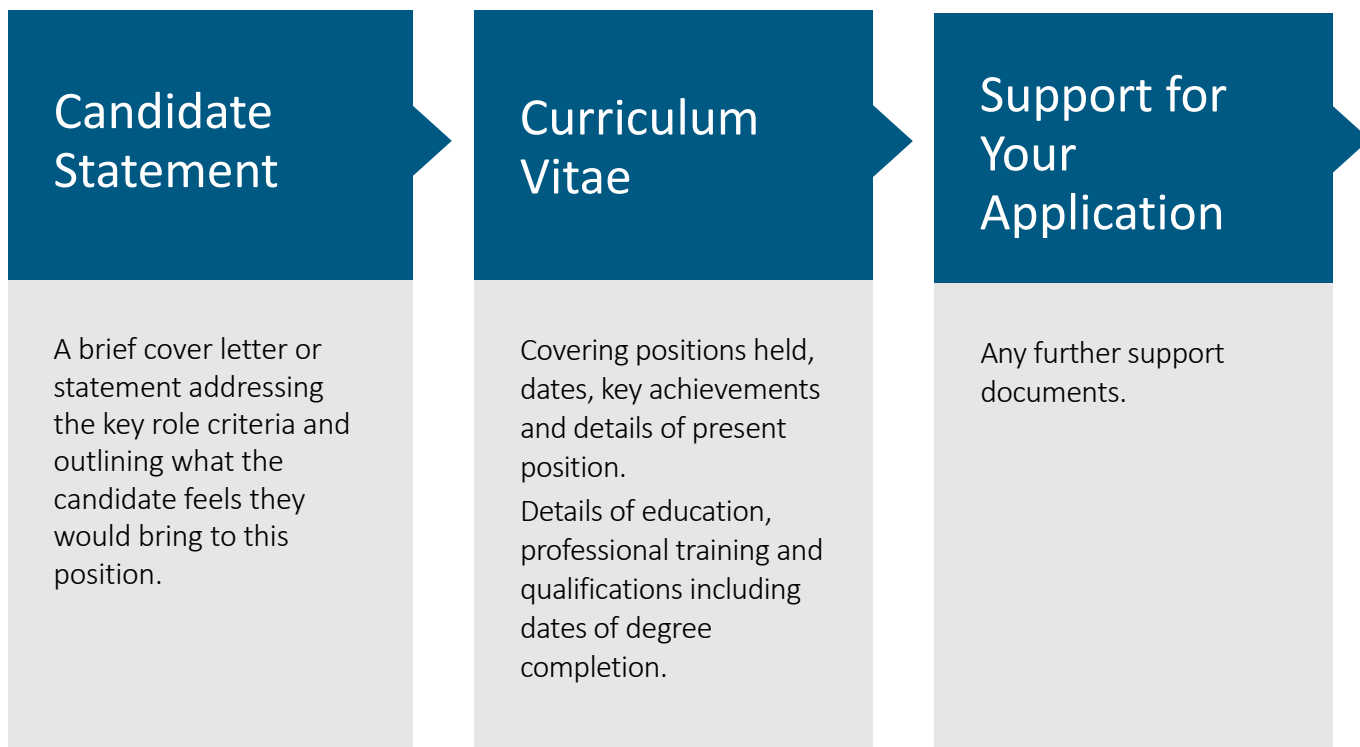 Candidate
Statement
A brief cover letter or
statement addressing
the key role criteria and
outlining what the
candidate feels they
would bring to this
position.
Curriculum
Vitae
Covering positions held,
dates, key achievements
and details of present
position.
Details of education,
professional training and
qualifications including
dates of degree
completion.
Support for
Your
Application
Any further support
documents.